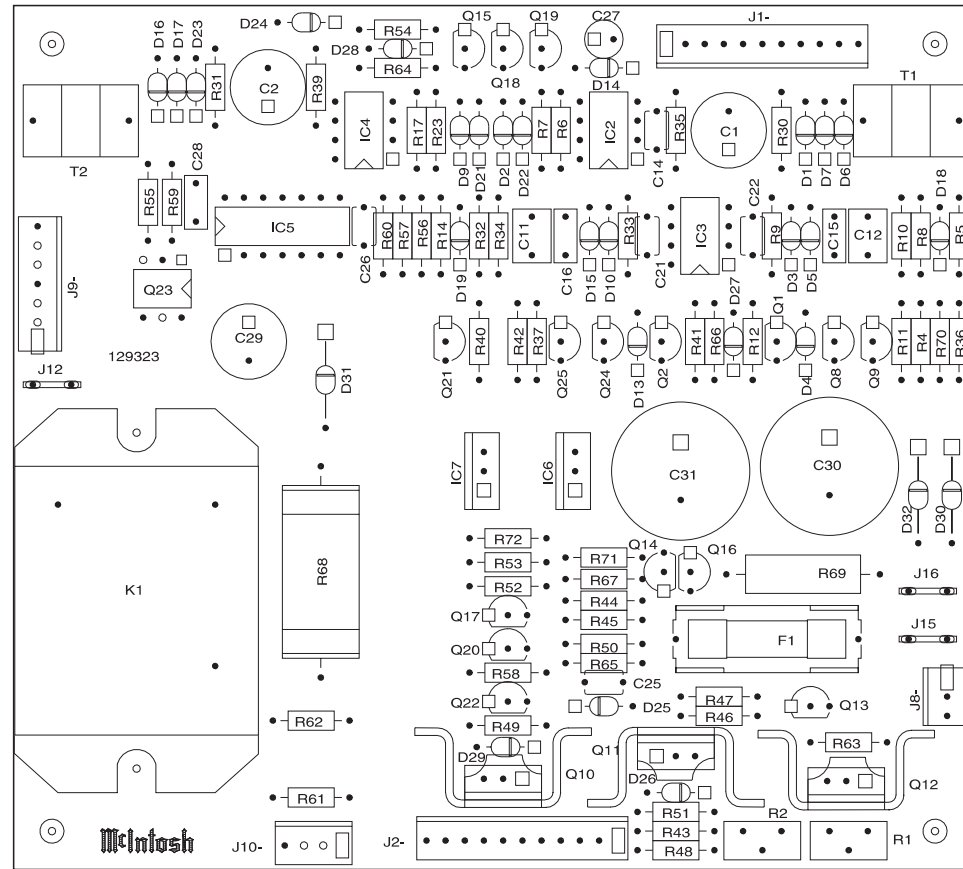 D16
D17
D23
D24
R54
D28
R64
Q15
Q18
Q19
C27
D14
J1-
T2
R31
C2
R39
IC4
R17
R23
D9
D21
D2
D22
R7
R6
IC2
C14
R35
C1
R30
D1
D7
D6
T1
R55
R59
C28
IC5
C26
R60
R57
R56
R14
D19
R32
R34
C11
C16
D15
D10
R33
C21
IC3
C22
R9
D3
D5
C15
C12
R10
R8
D18
R5
J9-
Q23
129323
J12
C29
D31
Q21
R40
R42
R37
Q25
Q24
D13
Q2
R41
R66
D27
R12
Q1
D4
Q8
Q9
R11
R4
R70
R36
K1
R68
IC7
IC6
C31
C30
D32
D30
R72
R53
R52
Q17
Q20
R58
Q22
R49
D29
Q10
R71
R67
R44
R45
R50
R65
C25
D25
Q14
Q16
R69
F1
J16
J15
J8-
R47
R46
Q13
Q11
D26
R63
Q12
R62
R61
McIntosh
J10-
J2-
R51
R43
R48
R2
R1